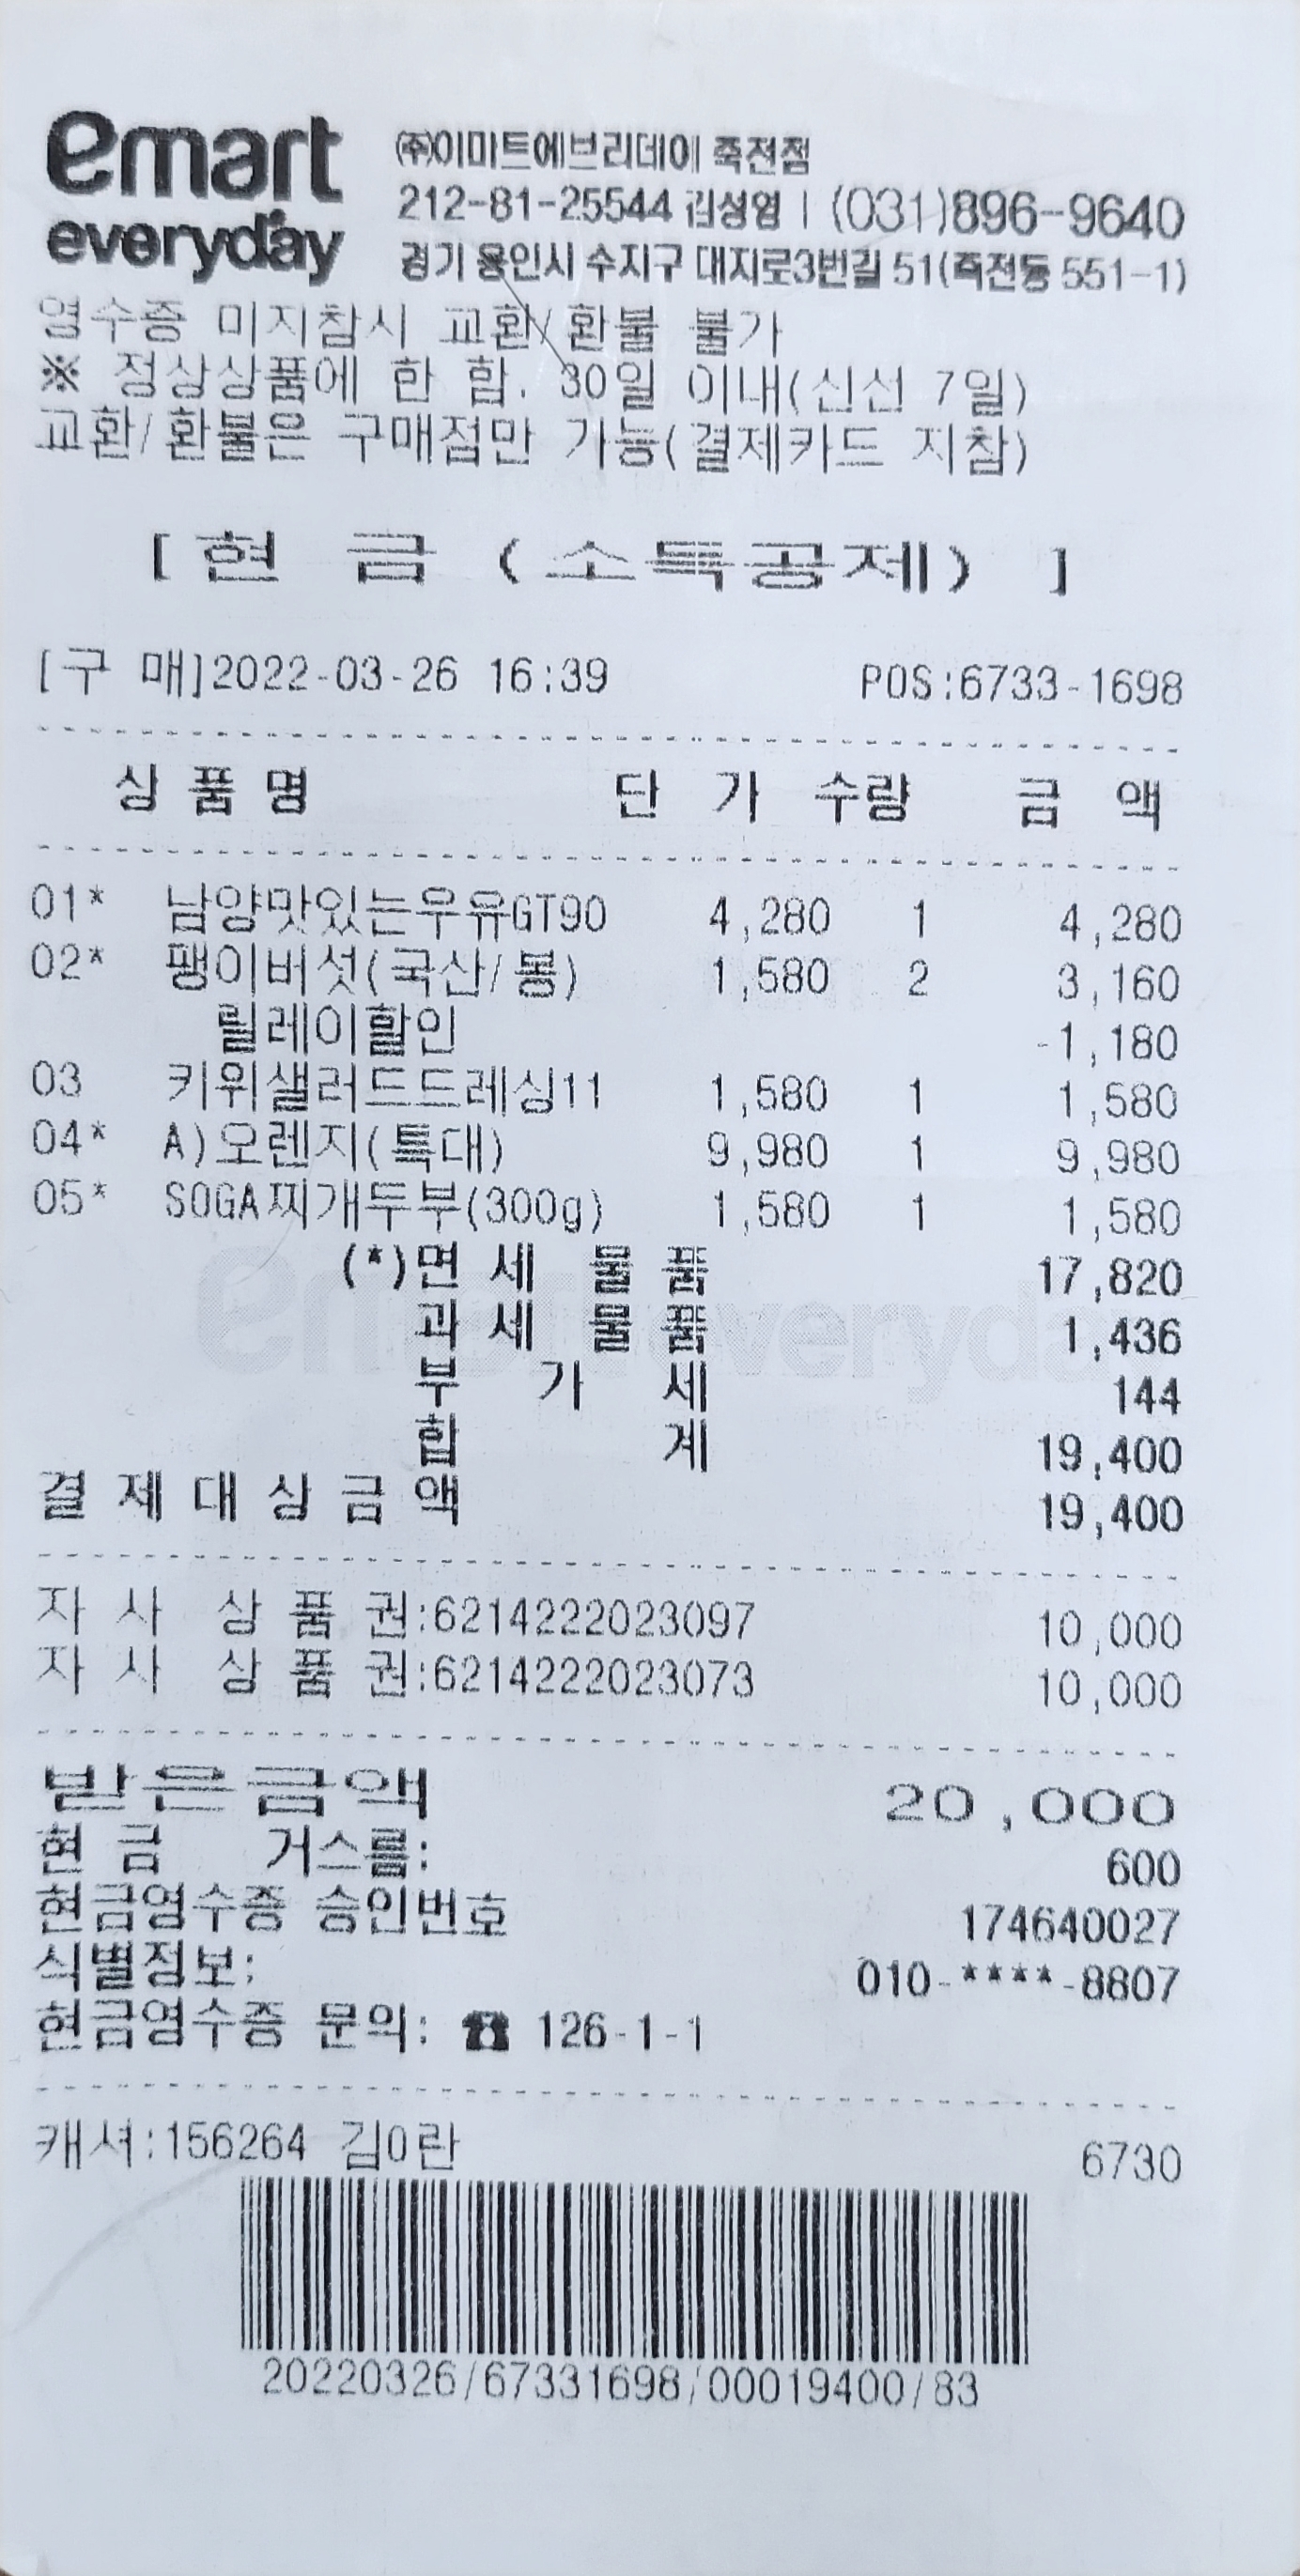 emart everyday
㈜이마트에브리데이 죽전점
212-81-25544 김성영 | (031)896-9640
경기 용인시 수지구 대지로3번길 51(죽전동 551-1)
영수증 미지참시 교환/환불 불가
※ 정상상품에 한 함. 30일 이내(신선 7일)
교환/환불은 구매점만 가능(결제카드 지참)
[ 현 금 (소득공제) ]
[구 매]2022-03-26 16:39 POS:6733-1698
상 품 명 단 가 수량 금 액
01* 남양맛있는우유GT90 4,280 1 4,280
02* 팽이버섯(국산/봉) 1,580 2 3,160
릴레이할인 -1,180
03 키위샐러드드레싱11 1,580 1 1,580
04* A)오렌지(특대) 9,980 1 9,980
05* SOGA찌개두부(300g) 1,580 1 1,580
(*)면 세 물 품 17,820
과 세 물 품 1,436
부 가 세 144
합 계 19,400
결 제 대 상 금 액 19,400
자 사 상 품 권:6214222023097 10,000
자 사 상 품 권:6214222023073 10,000
받은금액 20,000
현 금 거스름: 600
현금영수증 승인번호 174640027
식별정보: 010-****-8807
현금영수증 문의: ☎ 126-1-1
캐셔:156264 김0란 6730
20220326/67331698/00019400/83